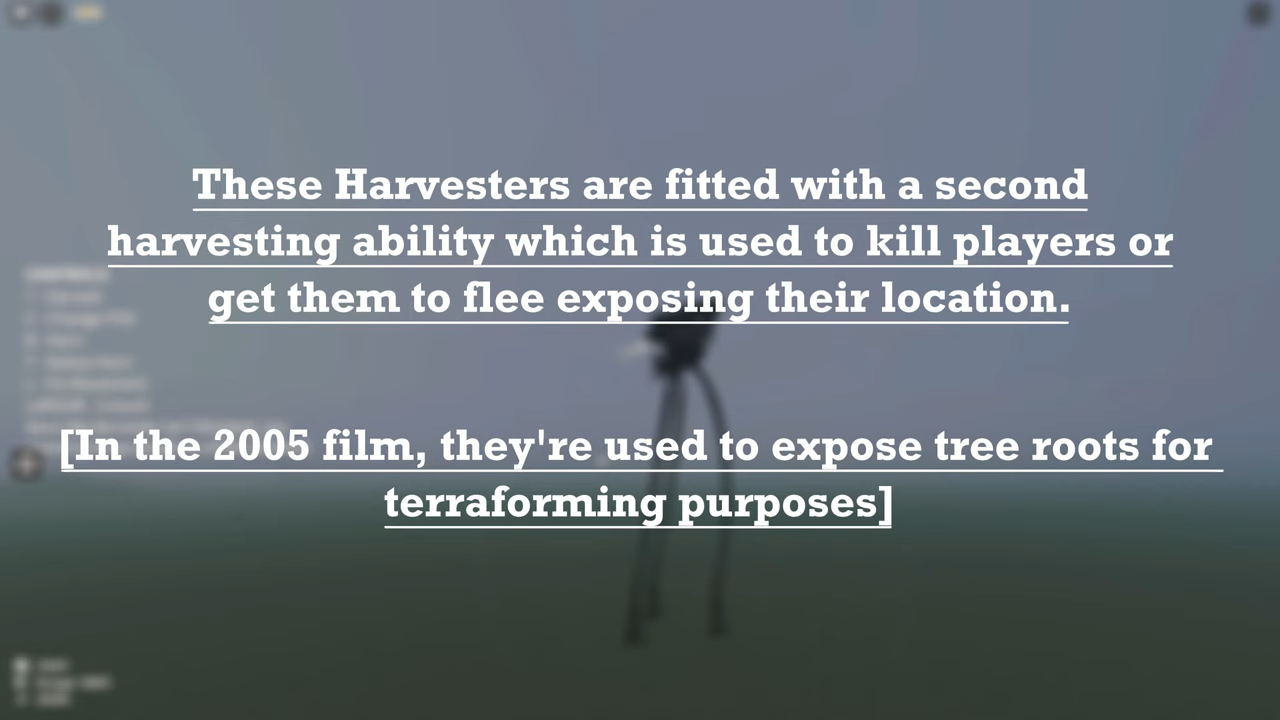 These Harvesters are fitted with a second
harvesting ability which is used to kill players or
get them to flee exposing their location.
[In the 2005 film, they're used to expose tree roots for
terraforming purposes]